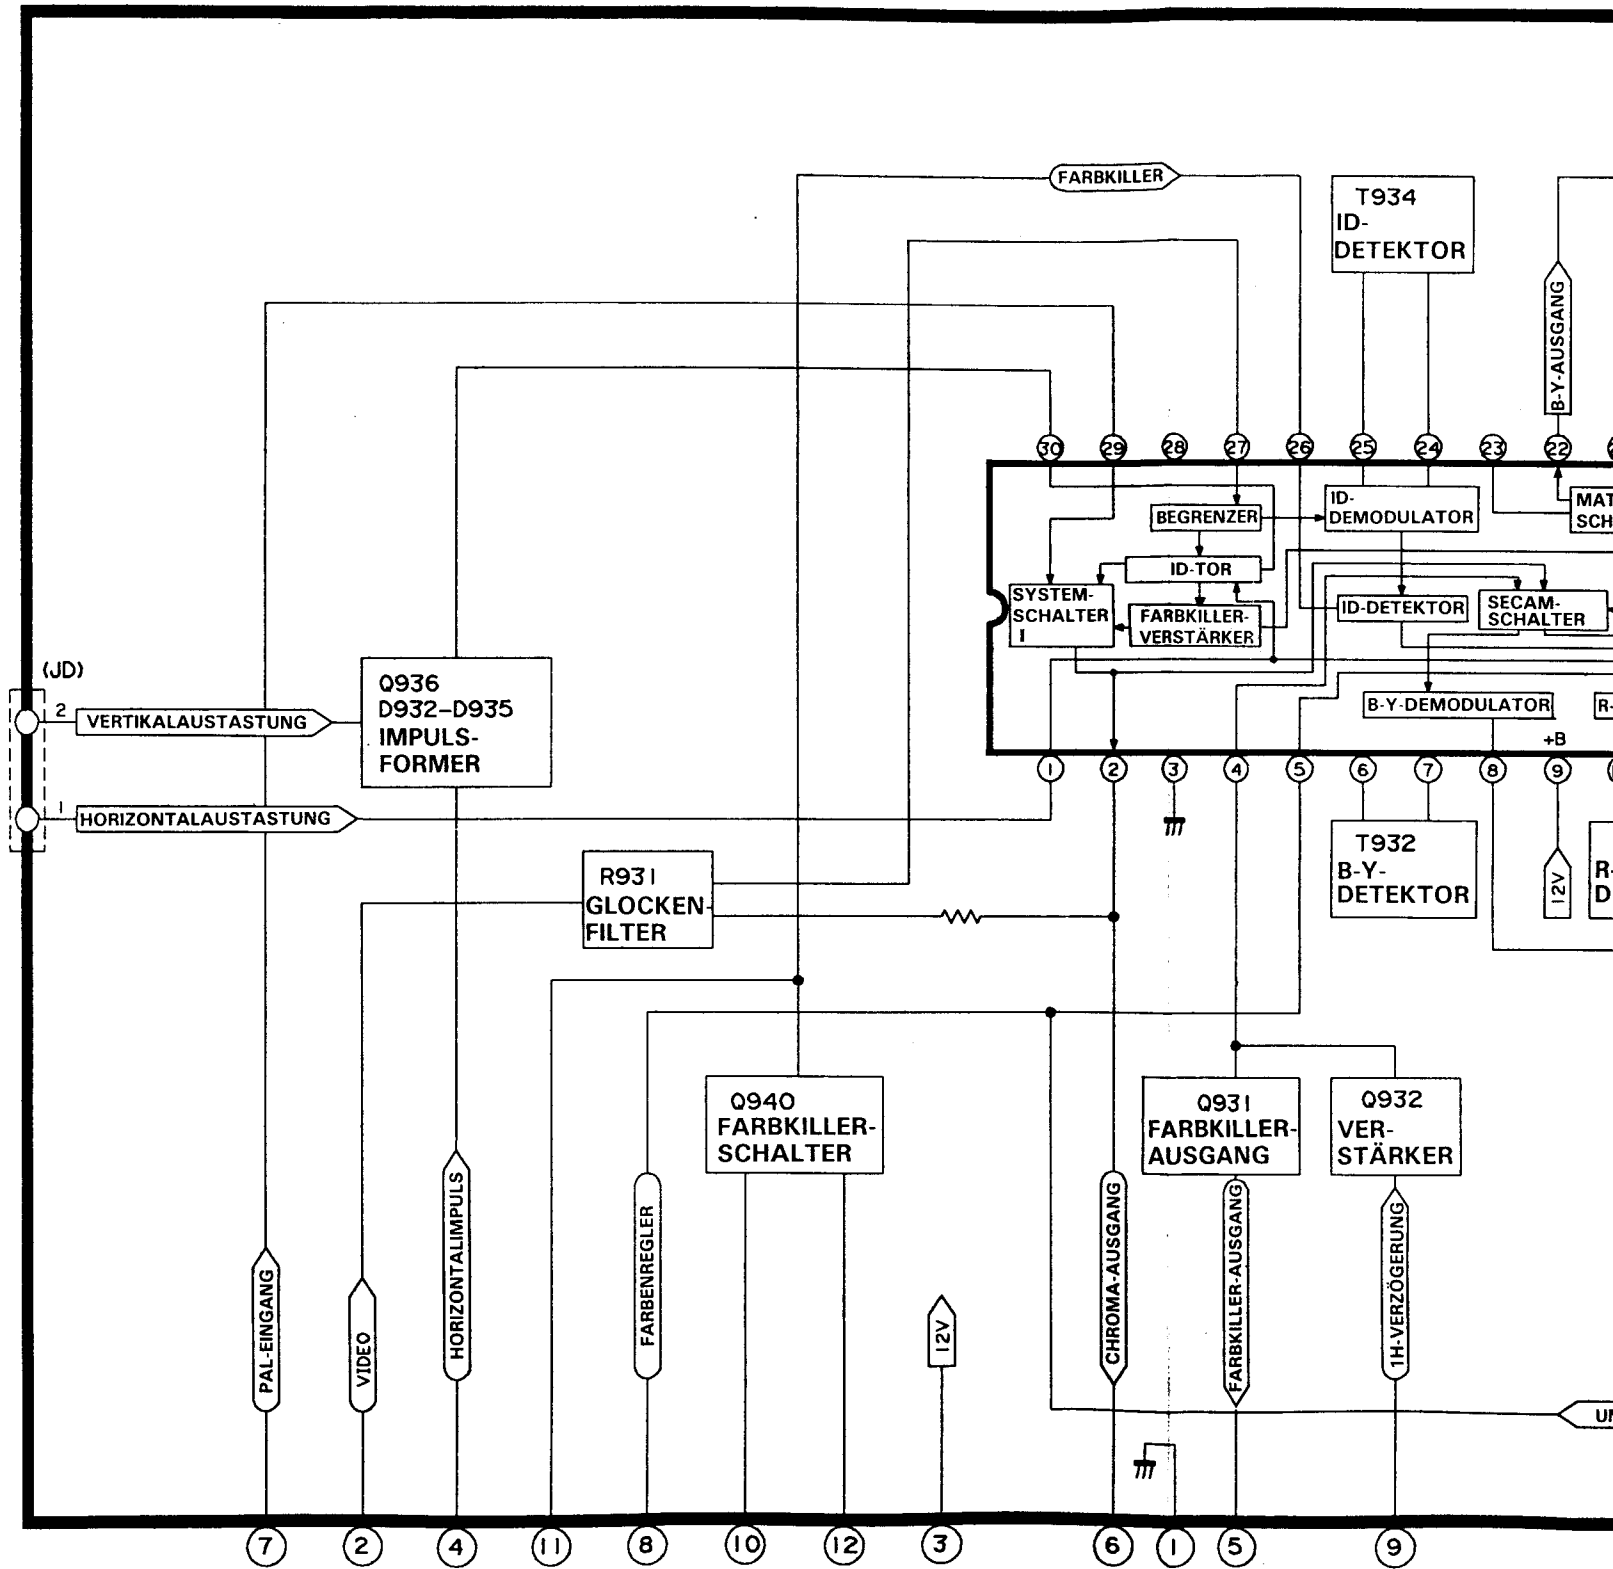 FARBKILLER
T934
ID-
DETEKTOR
B-Y-AUSGANG
30
29
28
27
26
25
24
23
22
BEGRENZER
ID-
DEMODULATOR
MAT
SCH
ID-TOR
SYSTEM-
SCHALTER
I
FARBKILLER-
VERSTÄRKER
ID-DETEKTOR
SECAM-
SCHALTER
B-Y-DEMODULATOR
R-
+B
(JD)
2
VERTIKALAUSTASTUNG
1
HORIZONTALAUSTASTUNG
Q936
D932–D935
IMPULS-
FORMER
1
2
3
4
5
6
7
8
9
R931
GLOCKEN-
FILTER
T932
B-Y-
DETEKTOR
12V
R-
D
Q940
FARBKILLER-
SCHALTER
Q931
FARBKILLER-
AUSGANG
Q932
VER-
STÄRKER
PAL-EINGANG
VIDEO
HORIZONTALIMPULS
FARBENREGLER
12V
CHROMA-AUSGANG
FARBKILLER-AUSGANG
1H-VERZÖGERUNG
7
2
4
11
8
10
12
3
6
1
5
9